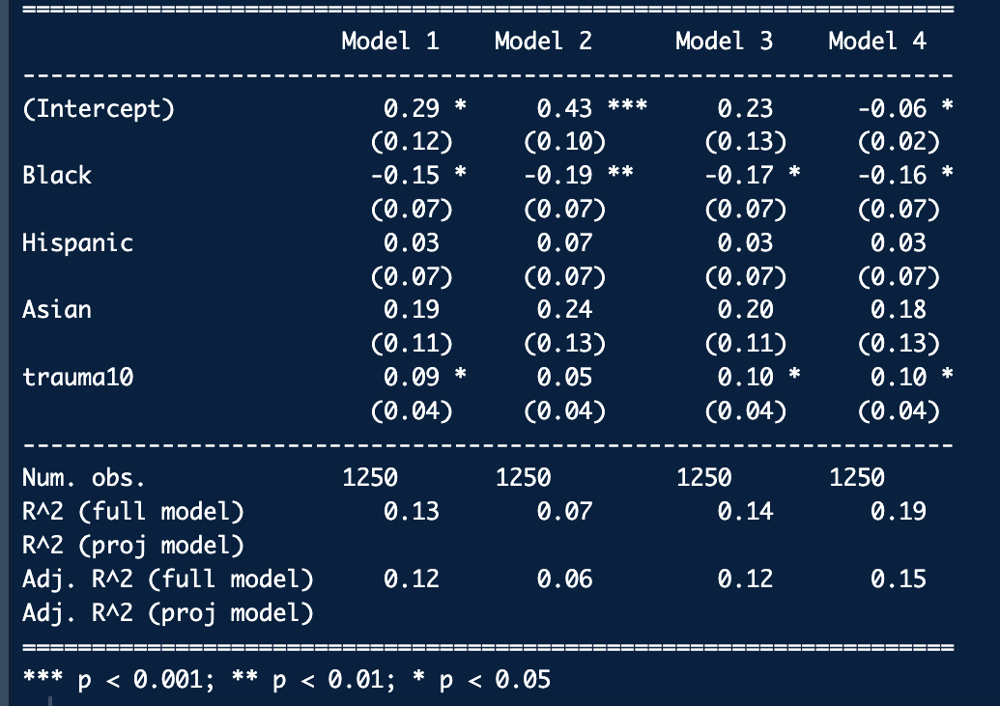 ===================================================================
                       Model 1    Model 2      Model 3    Model 4
-------------------------------------------------------------------
(Intercept)               0.29 *     0.43 ***     0.23      -0.06 *
                         (0.12)     (0.10)       (0.13)     (0.02)
Black                    -0.15 *    -0.19 **     -0.17 *    -0.16 *
                         (0.07)     (0.07)       (0.07)     (0.07)
Hispanic                  0.03       0.07         0.03       0.03
                         (0.07)     (0.07)       (0.07)     (0.07)
Asian                     0.19       0.24         0.20       0.18
                         (0.11)     (0.13)       (0.11)     (0.13)
trauma10                  0.09 *     0.05         0.10 *     0.10 *
                         (0.04)     (0.04)       (0.04)     (0.04)
-------------------------------------------------------------------
Num. obs.              1250       1250         1250       1250
R^2 (full model)          0.13       0.07         0.14       0.19
R^2 (proj model)
Adj. R^2 (full model)     0.12       0.06         0.12       0.15
Adj. R^2 (proj model)
===================================================================
*** p < 0.001; ** p < 0.01; * p < 0.05